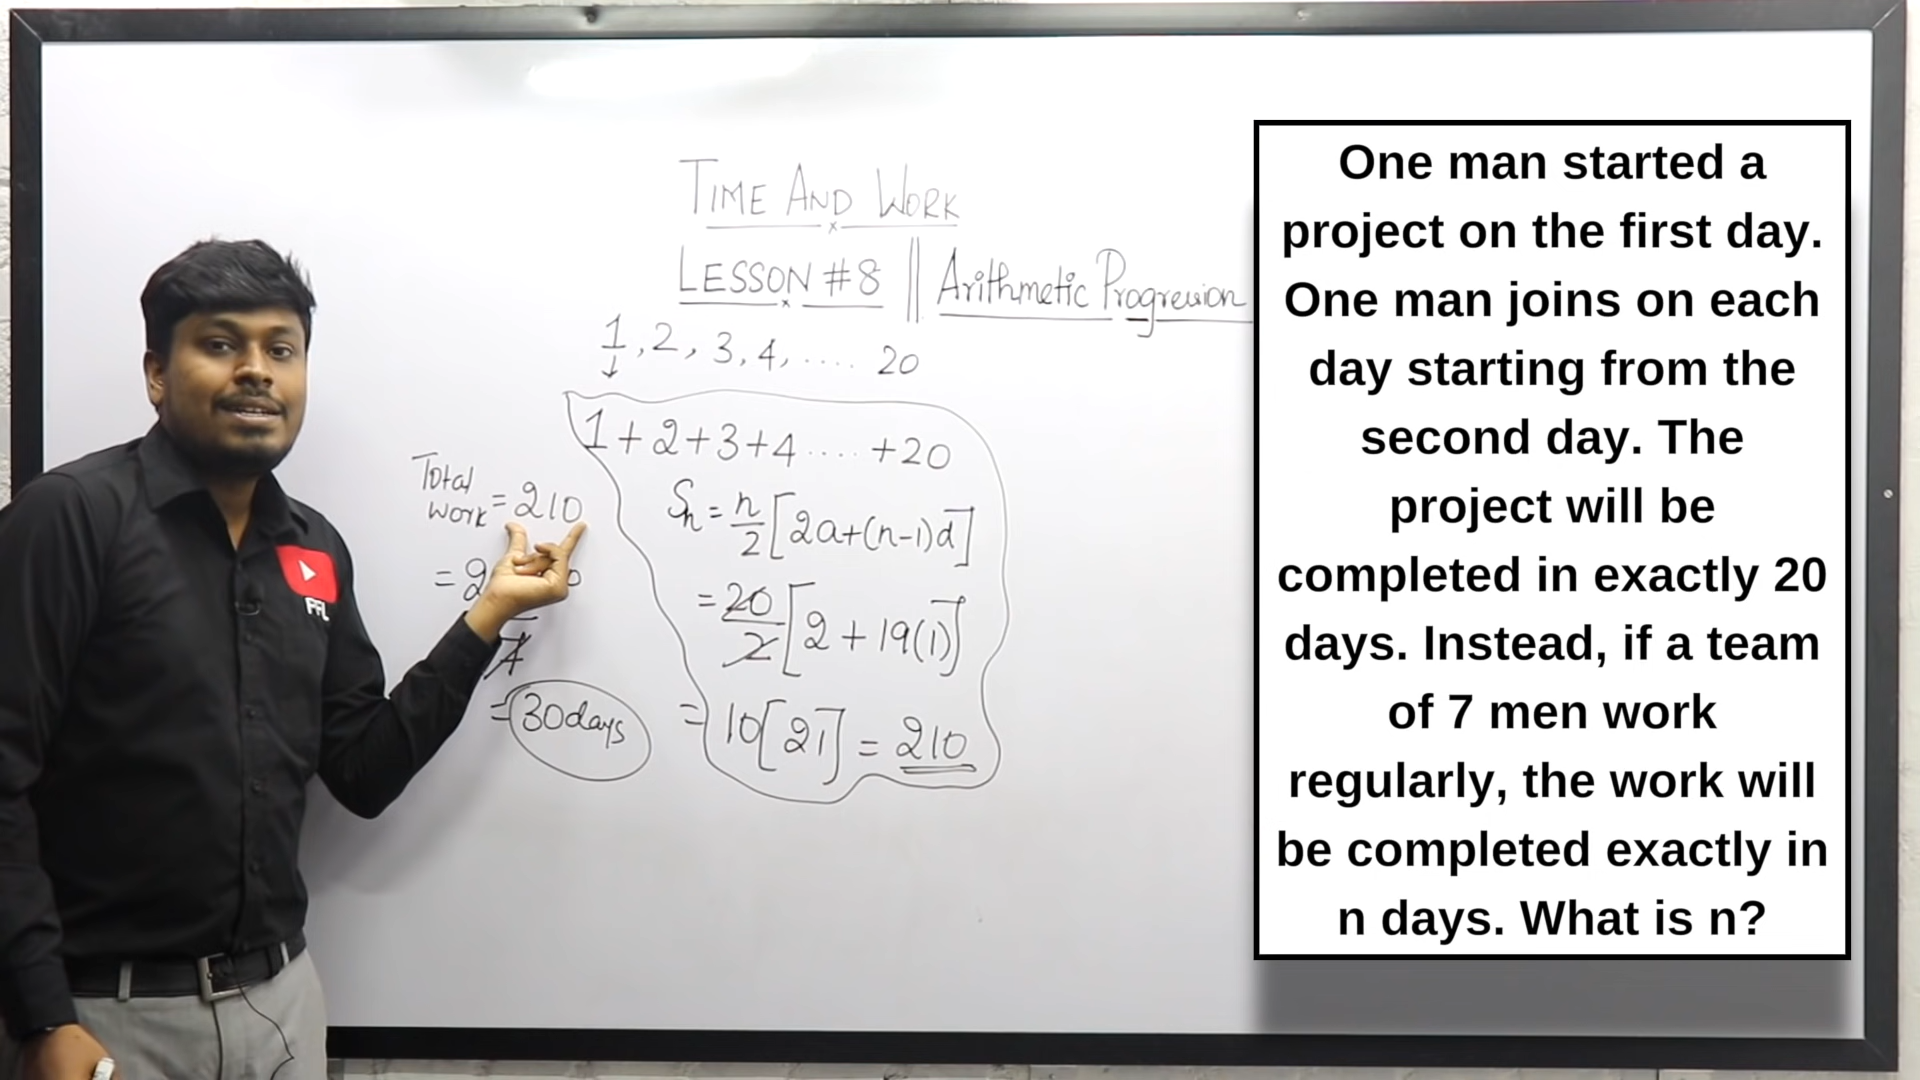 TIME AND WORK
LESSON #8 || Arithmetic Progression
1, 2, 3, 4, .... 20
1+2+3+4 .... +20
Sn = n/2 [2a+(n-1)d]
= 20/2 [2 + 19(1)]
= 10[21] = 210
Total
work = 210
= 30 days
PFL
One man started a
project on the first day.
One man joins on each
day starting from the
second day. The
project will be
completed in exactly 20
days. Instead, if a team
of 7 men work
regularly, the work will
be completed exactly in
n days. What is n?